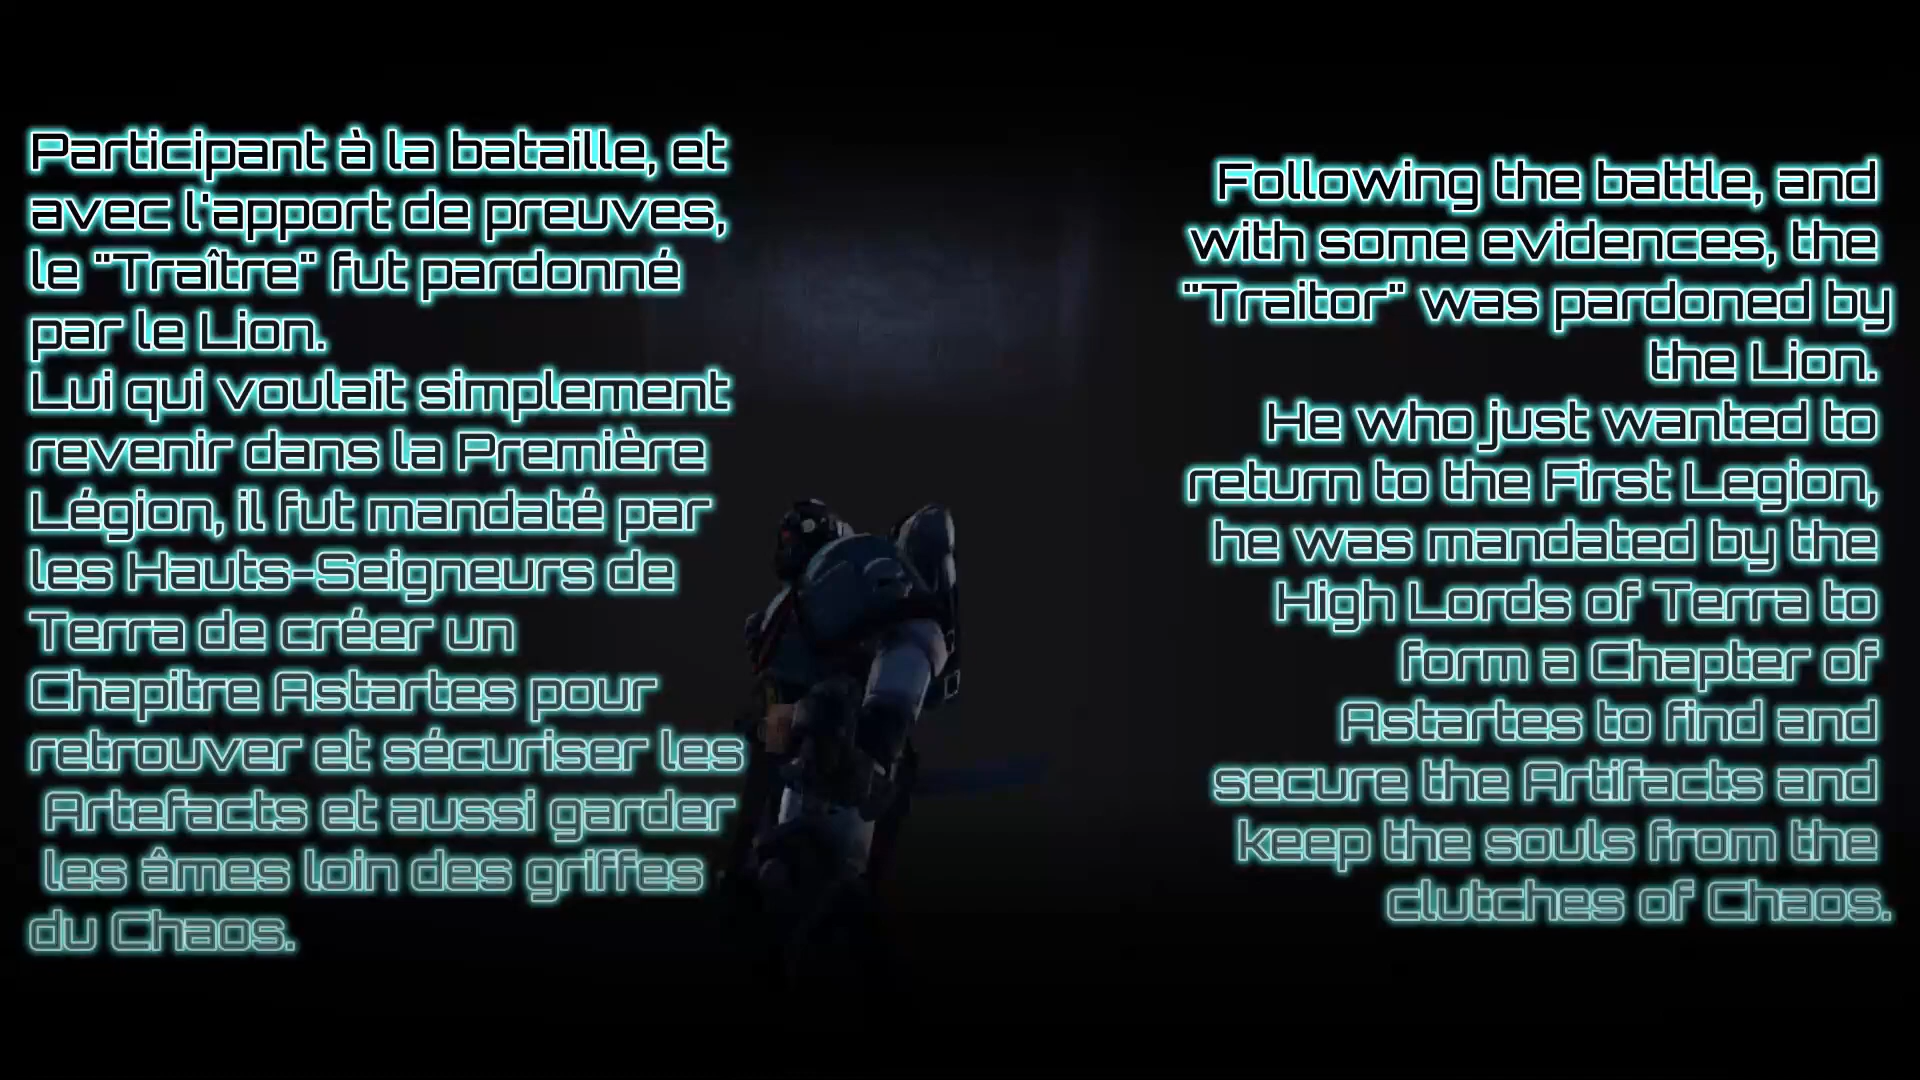 Participant à la bataille, et
avec l'apport de preuves,
le "Traître" fut pardonné
par le Lion.
Lui qui voulait simplement
revenir dans la Première
Légion, il fut mandaté par
les Hauts-Seigneurs de
Terra de créer un
Chapitre Astartes pour
retrouver et sécuriser les
Artefacts et aussi garder
les âmes loin des griffes
du Chaos.
Following the battle, and
with some evidences, the
"Traitor" was pardoned by
the Lion.
He who just wanted to
return to the First Legion,
he was mandated by the
High Lords of Terra to
form a Chapter of
Astartes to find and
secure the Artifacts and
keep the souls from the
clutches of Chaos.